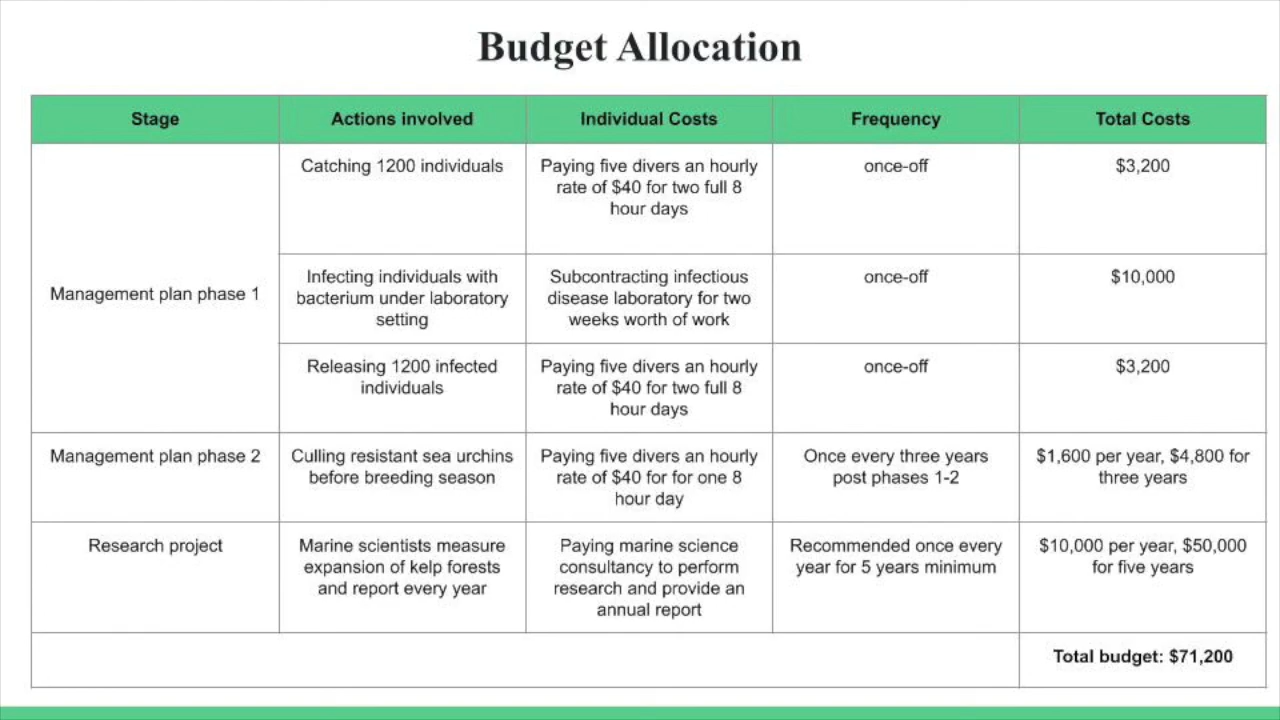 Budget Allocation
Stage
Actions involved
Individual Costs
Frequency
Total Costs
Management plan phase 1
Catching 1200 individuals
Paying five divers an hourly
rate of $40 for two full 8
hour days
once-off
$3,200
Infecting individuals with
bacterium under laboratory
setting
Subcontracting infectious
disease laboratory for two
weeks worth of work
once-off
$10,000
Releasing 1200 infected
individuals
Paying five divers an hourly
rate of $40 for two full 8
hour days
once-off
$3,200
Management plan phase 2
Culling resistant sea urchins
before breeding season
Paying five divers an hourly
rate of $40 for for one 8
hour day
Once every three years
post phases 1-2
$1,600 per year, $4,800 for
three years
Research project
Marine scientists measure
expansion of kelp forests
and report every year
Paying marine science
consultancy to perform
research and provide an
annual report
Recommended once every
year for 5 years minimum
$10,000 per year, $50,000
for five years
Total budget: $71,200